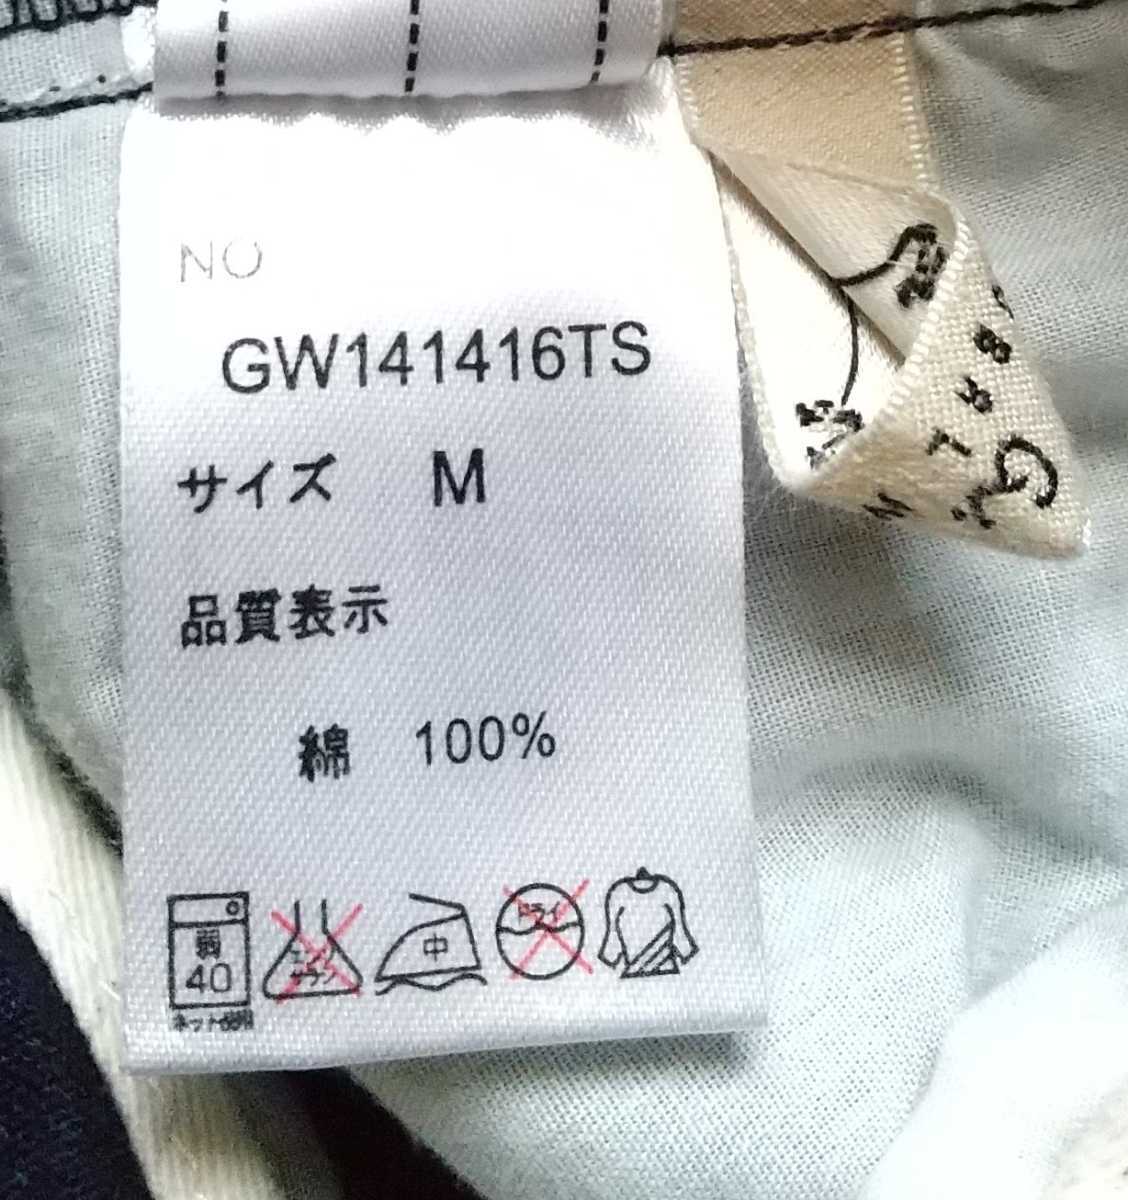 NO
GW141416TS
サイズ M
品質表示
綿 100%
弱
40
中
ドライ
ネット使用